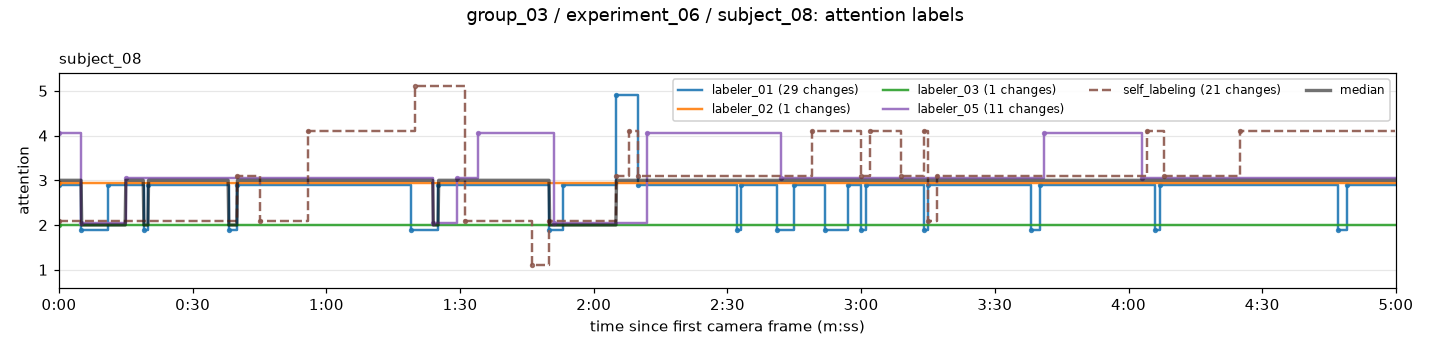 group_03 / experiment_06 / subject_08: attention labels
subject_08
labeler_01 (29 changes)
labeler_02 (1 changes)
labeler_03 (1 changes)
labeler_05 (11 changes)
self_labeling (21 changes)
median
attention
5
4
3
2
1
0:00 0:30 1:00 1:30 2:00 2:30 3:00 3:30 4:00 4:30 5:00
time since first camera frame (m:ss)